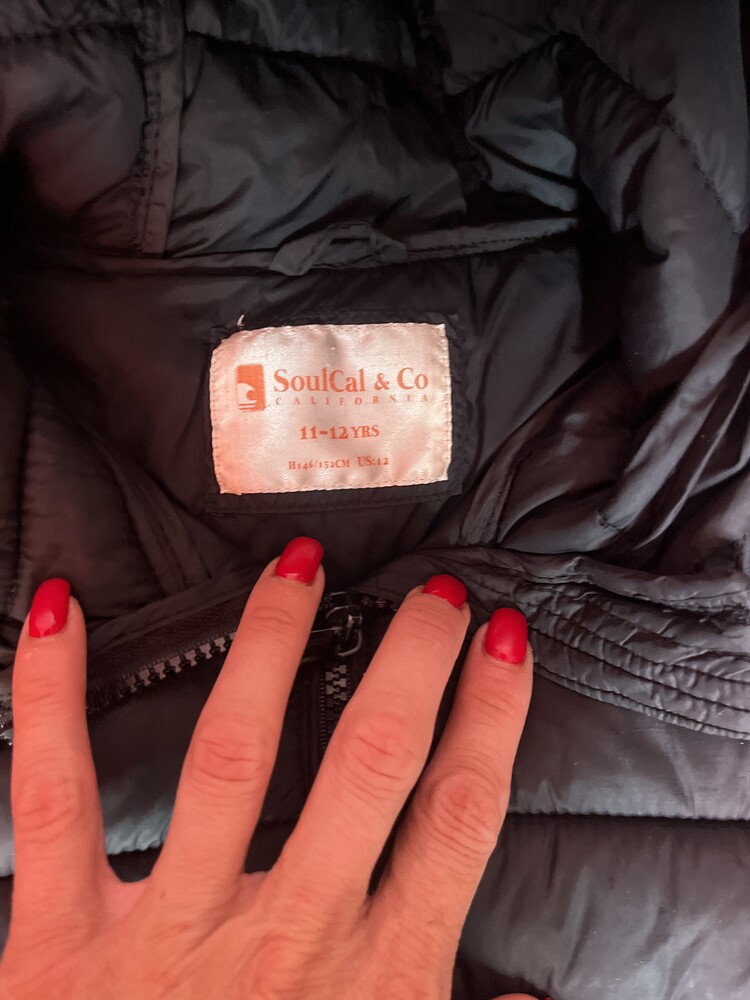 SoulCal & Co
CALIFORNIA
11-12 YRS
H146/152CM US:12